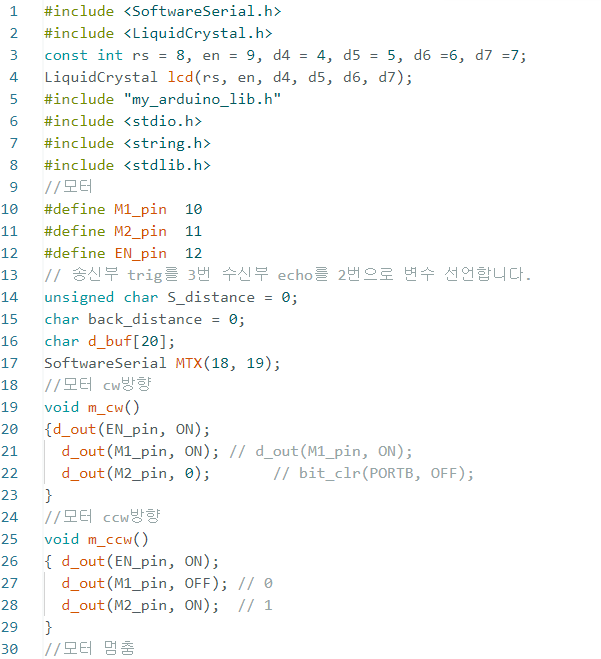 1 #include <SoftwareSerial.h>
2 #include <LiquidCrystal.h>
3 const int rs = 8, en = 9, d4 = 4, d5 = 5, d6 =6, d7 =7;
4 LiquidCrystal lcd(rs, en, d4, d5, d6, d7);
5 #include "my_arduino_lib.h"
6 #include <stdio.h>
7 #include <string.h>
8 #include <stdlib.h>
9 //모터
10 #define M1_pin  10
11 #define M2_pin  11
12 #define EN_pin  12
13 // 송신부 trig를 3번 수신부 echo를 2번으로 변수 선언합니다.
14 unsigned char S_distance = 0;
15 char back_distance = 0;
16 char d_buf[20];
17 SoftwareSerial MTX(18, 19);
18 //모터 cw방향
19 void m_cw()
20 {d_out(EN_pin, ON);
21   d_out(M1_pin, ON); // d_out(M1_pin, ON);
22   d_out(M2_pin, 0);       // bit_clr(PORTB, OFF);
23 }
24 //모터 ccw방향
25 void m_ccw()
26 { d_out(EN_pin, ON);
27   d_out(M1_pin, OFF); // 0
28   d_out(M2_pin, ON);  // 1
29 }
30 //모터 멈춤